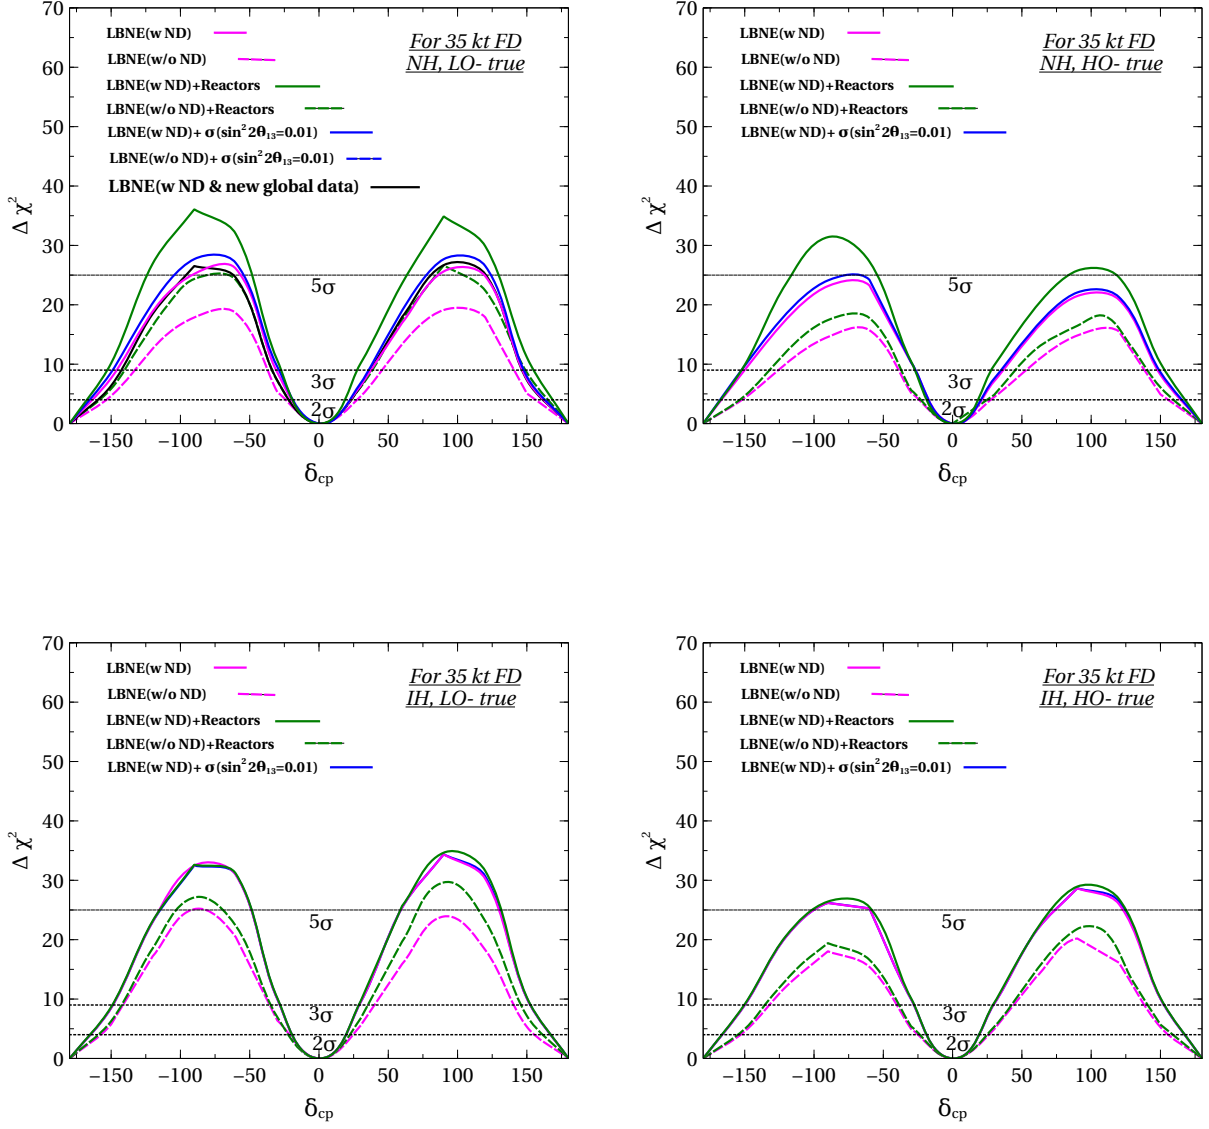 70
60
50
40
30
20
10
0
Δ χ²
LBNE(w ND)
LBNE(w/o ND)
LBNE(w ND)+Reactors
LBNE(w/o ND)+Reactors
LBNE(w ND)+ σ(sin²2θ₁₃=0.01)
LBNE(w/o ND)+ σ(sin²2θ₁₃=0.01)
LBNE(w ND & new global data)
For 35 kt FD
NH, LO- true
5σ
3σ
2σ
−150 −100 −50 0 50 100 150
δcp
70
60
50
40
30
20
10
0
Δ χ²
LBNE(w ND)
LBNE(w/o ND)
LBNE(w ND)+Reactors
LBNE(w/o ND)+Reactors
LBNE(w ND)+ σ(sin²2θ₁₃=0.01)
For 35 kt FD
NH, HO- true
5σ
3σ
2σ
−150 −100 −50 0 50 100 150
δcp
70
60
50
40
30
20
10
0
Δ χ²
LBNE(w ND)
LBNE(w/o ND)
LBNE(w ND)+Reactors
LBNE(w/o ND)+Reactors
LBNE(w ND)+ σ(sin²2θ₁₃=0.01)
For 35 kt FD
IH, LO- true
5σ
3σ
2σ
−150 −100 −50 0 50 100 150
δcp
70
60
50
40
30
20
10
0
Δ χ²
LBNE(w ND)
LBNE(w/o ND)
LBNE(w ND)+Reactors
LBNE(w/o ND)+Reactors
LBNE(w ND)+ σ(sin²2θ₁₃=0.01)
For 35 kt FD
IH, HO- true
5σ
3σ
2σ
−150 −100 −50 0 50 100 150
δcp